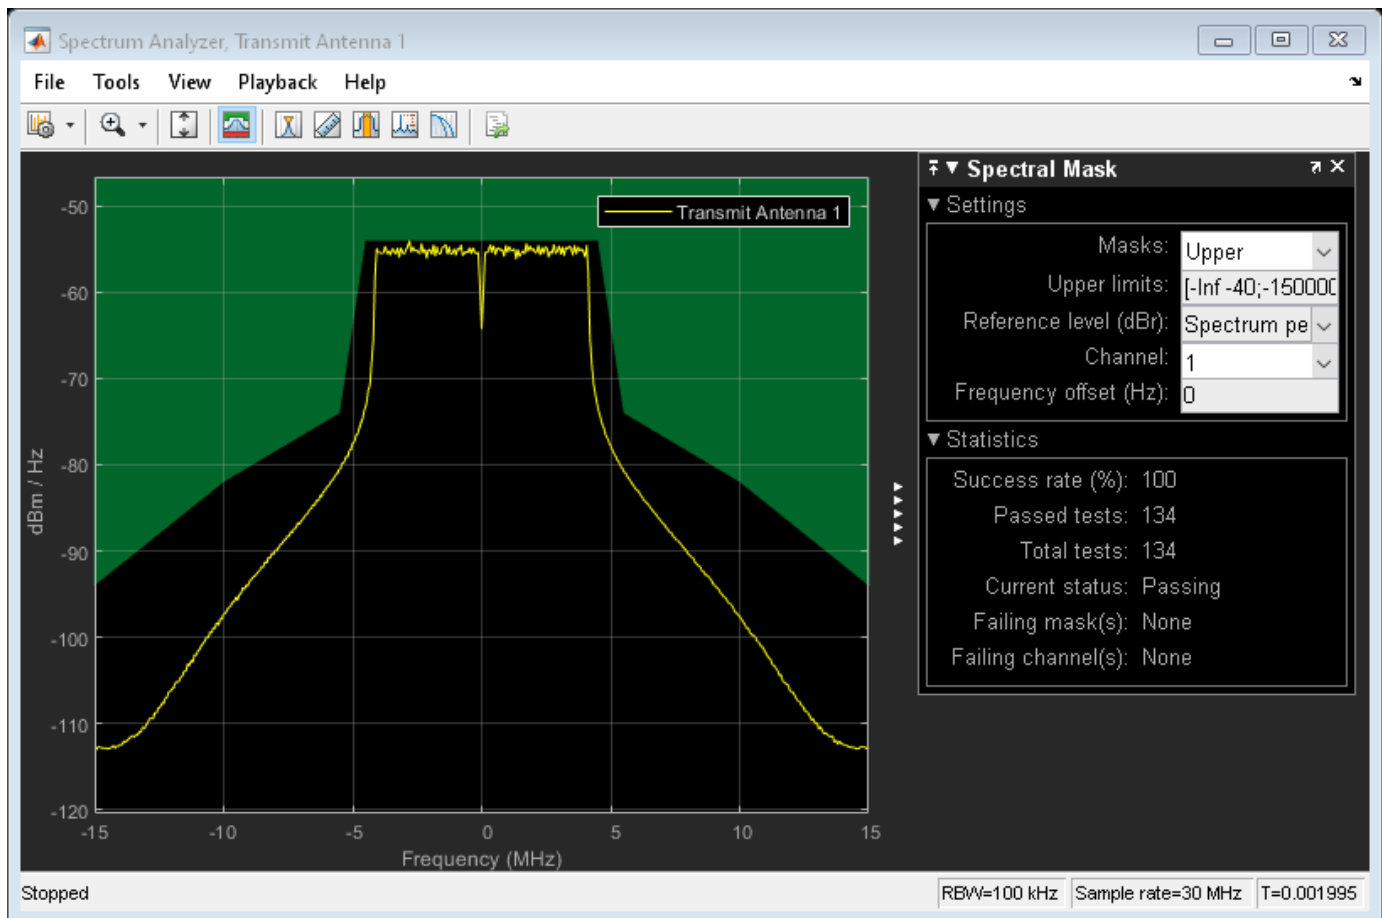 Spectrum Analyzer, Transmit Antenna 1
File Tools View Playback Help
Transmit Antenna 1
-50
-60
-70
-80
-90
-100
-110
-120
dBm / Hz
-15 -10 -5 0 5 10 15
Frequency (MHz)
Spectral Mask
Settings
Masks: Upper
Upper limits: [-Inf -40;-150000
Reference level (dBr): Spectrum pe
Channel: 1
Frequency offset (Hz): 0
Statistics
Success rate (%): 100
Passed tests: 134
Total tests: 134
Current status: Passing
Failing mask(s): None
Failing channel(s): None
Stopped RBW=100 kHz Sample rate=30 MHz T=0.001995